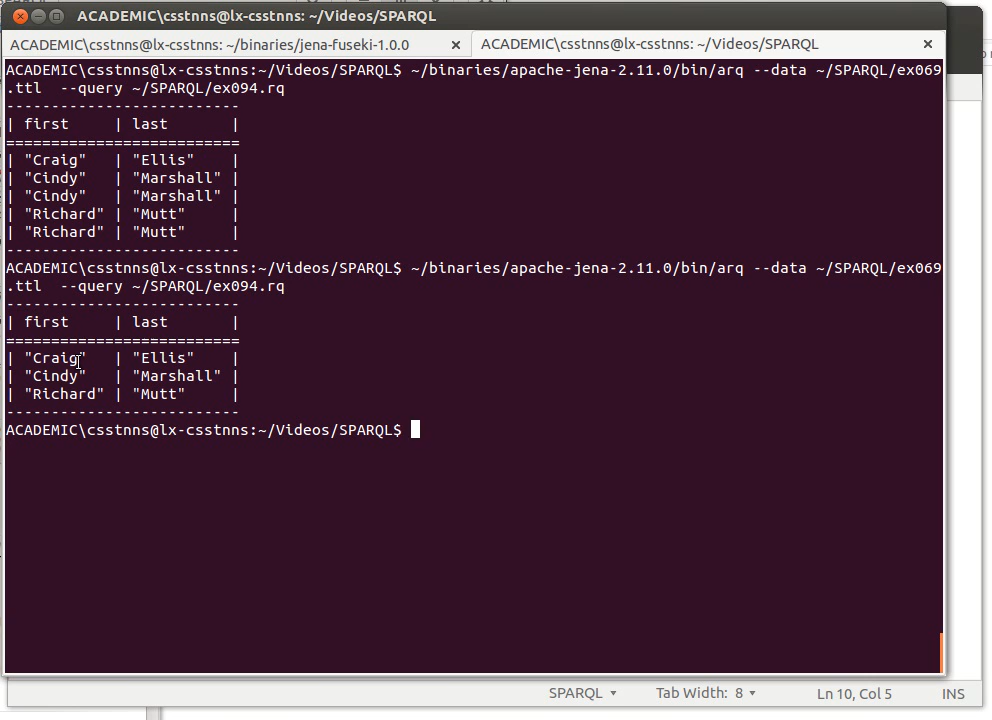 ACADEMIC\csstnns@lx-csstnns: ~/Videos/SPARQL
ACADEMIC\csstnns@lx-csstnns: ~/binaries/jena-fuseki-1.0.0 × ACADEMIC\csstnns@lx-csstnns: ~/Videos/SPARQL ×
ACADEMIC\csstnns@lx-csstnns:~/Videos/SPARQL$ ~/binaries/apache-jena-2.11.0/bin/arq --data ~/SPARQL/ex069
.ttl  --query ~/SPARQL/ex094.rq
--------------------------
| first     | last       |
==========================
| "Craig"   | "Ellis"    |
| "Cindy"   | "Marshall" |
| "Cindy"   | "Marshall" |
| "Richard" | "Mutt"     |
| "Richard" | "Mutt"     |
--------------------------
ACADEMIC\csstnns@lx-csstnns:~/Videos/SPARQL$ ~/binaries/apache-jena-2.11.0/bin/arq --data ~/SPARQL/ex069
.ttl  --query ~/SPARQL/ex094.rq
--------------------------
| first     | last       |
==========================
| "Craig"   | "Ellis"    |
| "Cindy"   | "Marshall" |
| "Richard" | "Mutt"     |
--------------------------
ACADEMIC\csstnns@lx-csstnns:~/Videos/SPARQL$
SPARQL Tab Width: 8 Ln 10, Col 5 INS